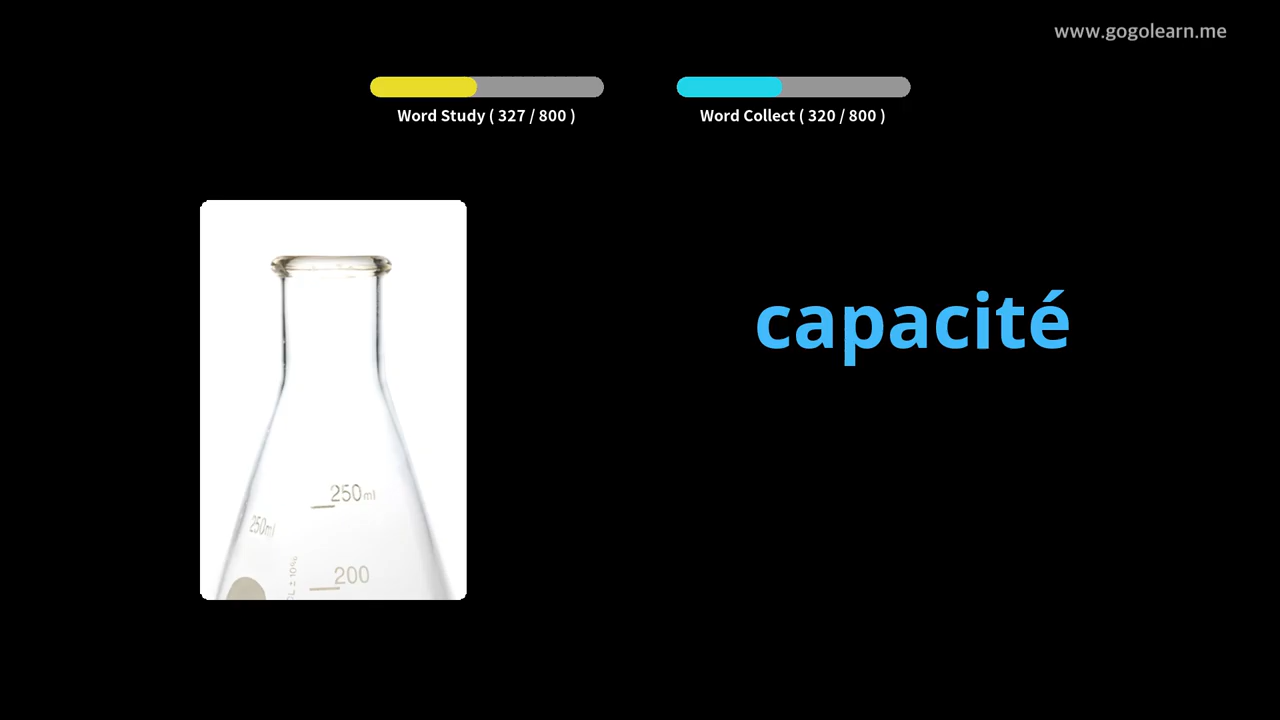 www.gogolearn.me
Word Study ( 327 / 800 )
Word Collect ( 320 / 800 )
capacité
250ml
250ml
200